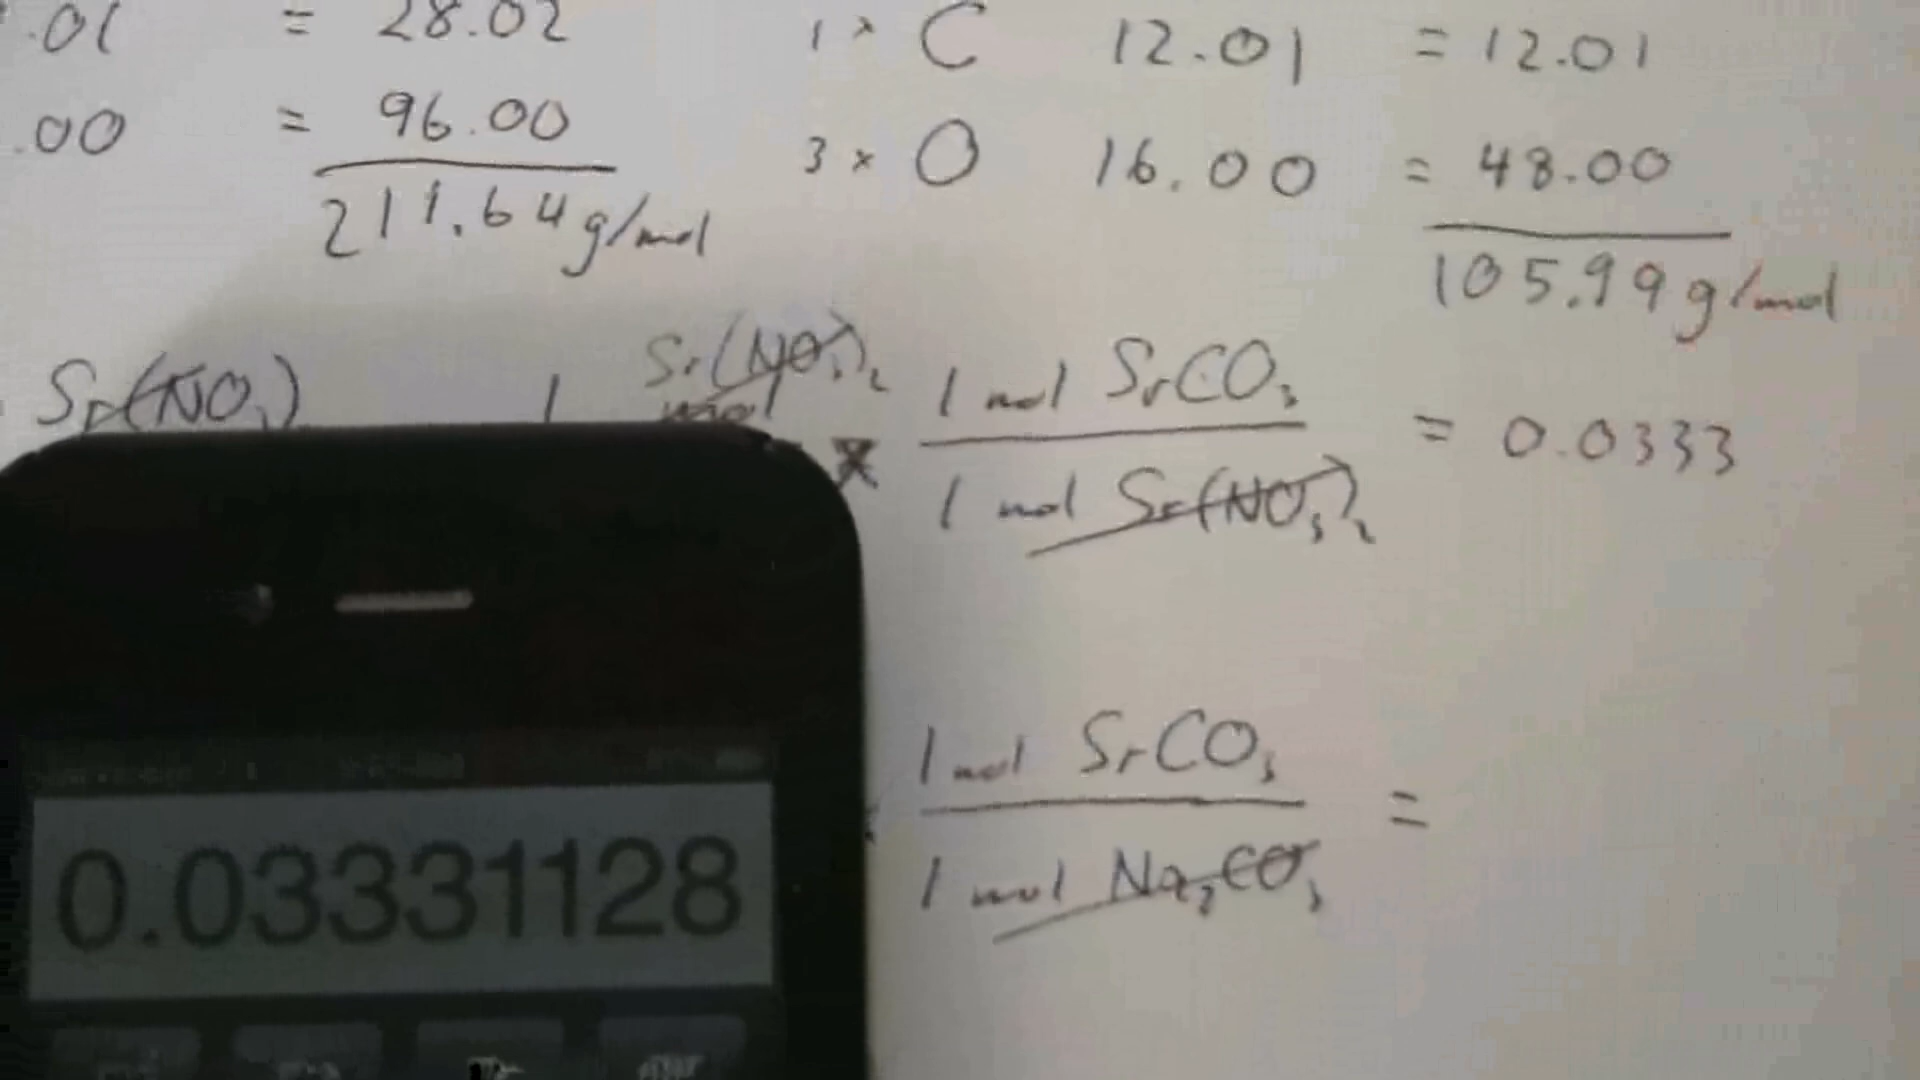 .01 = 28.02
.00 = 96.00
211.64 g/mol
1 × C 12.01 = 12.01
3 × O 16.00 = 48.00
105.99 g/mol
Sr(NO₃) 1 mol Sr(NO₃)₂ × 1 mol SrCO₃ = 0.0333
1 mol Sr(NO₃)₂
1 mol SrCO₃ =
1 mol Na₂CO₃
0.03331128